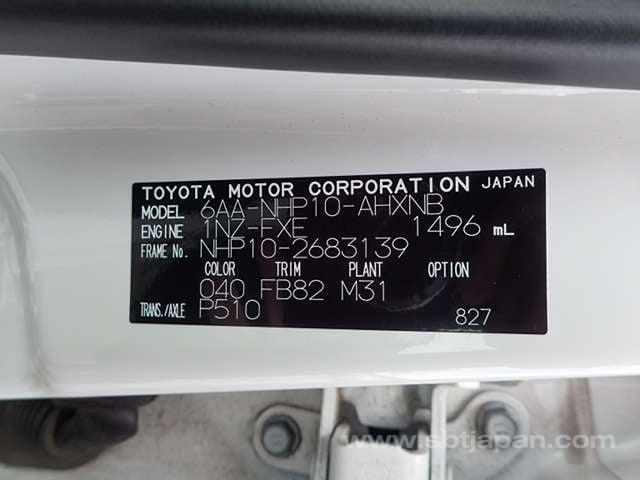 TOYOTA MOTOR CORPORATION JAPAN
MODEL 6AA-NHP10-AHXNB
ENGINE 1NZ-FXE 1496 mL
FRAME No. NHP10-2683139
COLOR TRIM PLANT OPTION
040 FB82 M31
TRANS./AXLE P510 827
www.sbtjapan.com